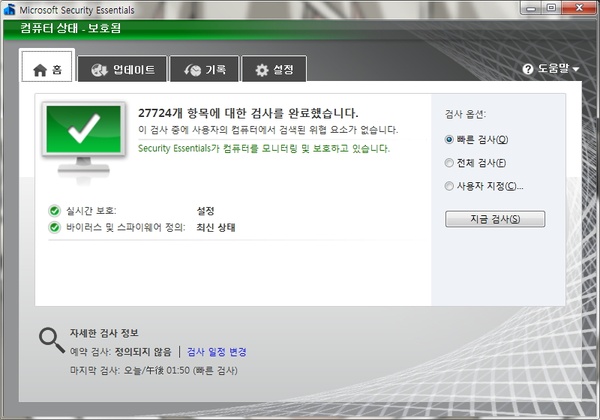 Microsoft Security Essentials
컴퓨터 상태 - 보호됨
홈 업데이트 기록 설정 도움말
27724개 항목에 대한 검사를 완료했습니다.
이 검사 중에 사용자의 컴퓨터에서 검색된 위협 요소가 없습니다.
Security Essentials가 컴퓨터를 모니터링 및 보호하고 있습니다.
실시간 보호: 설정
바이러스 및 스파이웨어 정의: 최신 상태
검사 옵션:
빠른 검사(Q)
전체 검사(F)
사용자 지정(C)...
지금 검사(S)
자세한 검사 정보
예약 검사: 정의되지 않음 | 검사 일정 변경
마지막 검사: 오늘/午後 01:50 (빠른 검사)